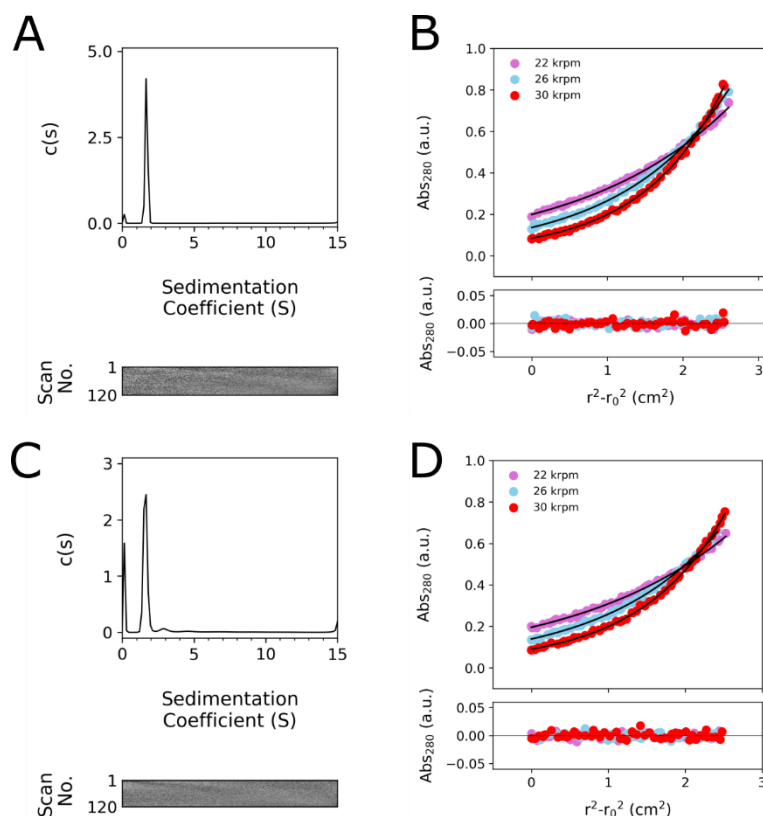 A
5.0
c(s)
2.5
0.0
0 5 10 15
Sedimentation
Coefficient (S)
Scan
No.
1
120
B
1.0
22 krpm
0.8
26 krpm
30 krpm
0.6
Abs280 (a.u.)
0.4
0.2
0.0
0.05
Abs280 (a.u.)
0.00
−0.05
0 1 2 3
r²-r₀² (cm²)
C
3
2
c(s)
1
0
0 5 10 15
Sedimentation
Coefficient (S)
Scan
No.
1
120
D
1.0
22 krpm
0.8
26 krpm
30 krpm
0.6
Abs280 (a.u.)
0.4
0.2
0.0
0.05
Abs280 (a.u.)
0.00
−0.05
0 1 2 3
r²-r₀² (cm²)